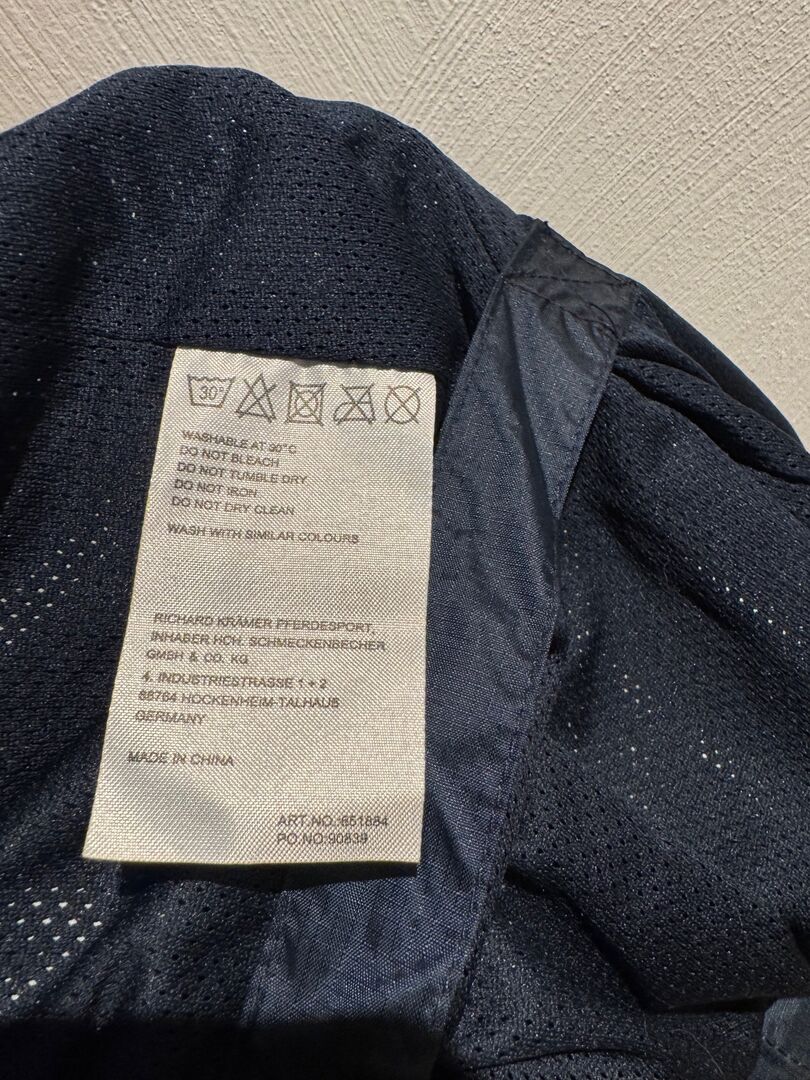 30°
WASHABLE AT 30° C
DO NOT BLEACH
DO NOT TUMBLE DRY
DO NOT IRON
DO NOT DRY CLEAN
WASH WITH SIMILAR COLOURS
RICHARD KRÄMER PFERDESPORT,
INHABER HCH. SCHMECKENBECHER
GMBH & CO. KG
4. INDUSTRIESTRASSE 1 + 2
68764 HOCKENHEIM-TALHAUS
GERMANY
MADE IN CHINA
ART.NO.:651884
PO.NO:90839